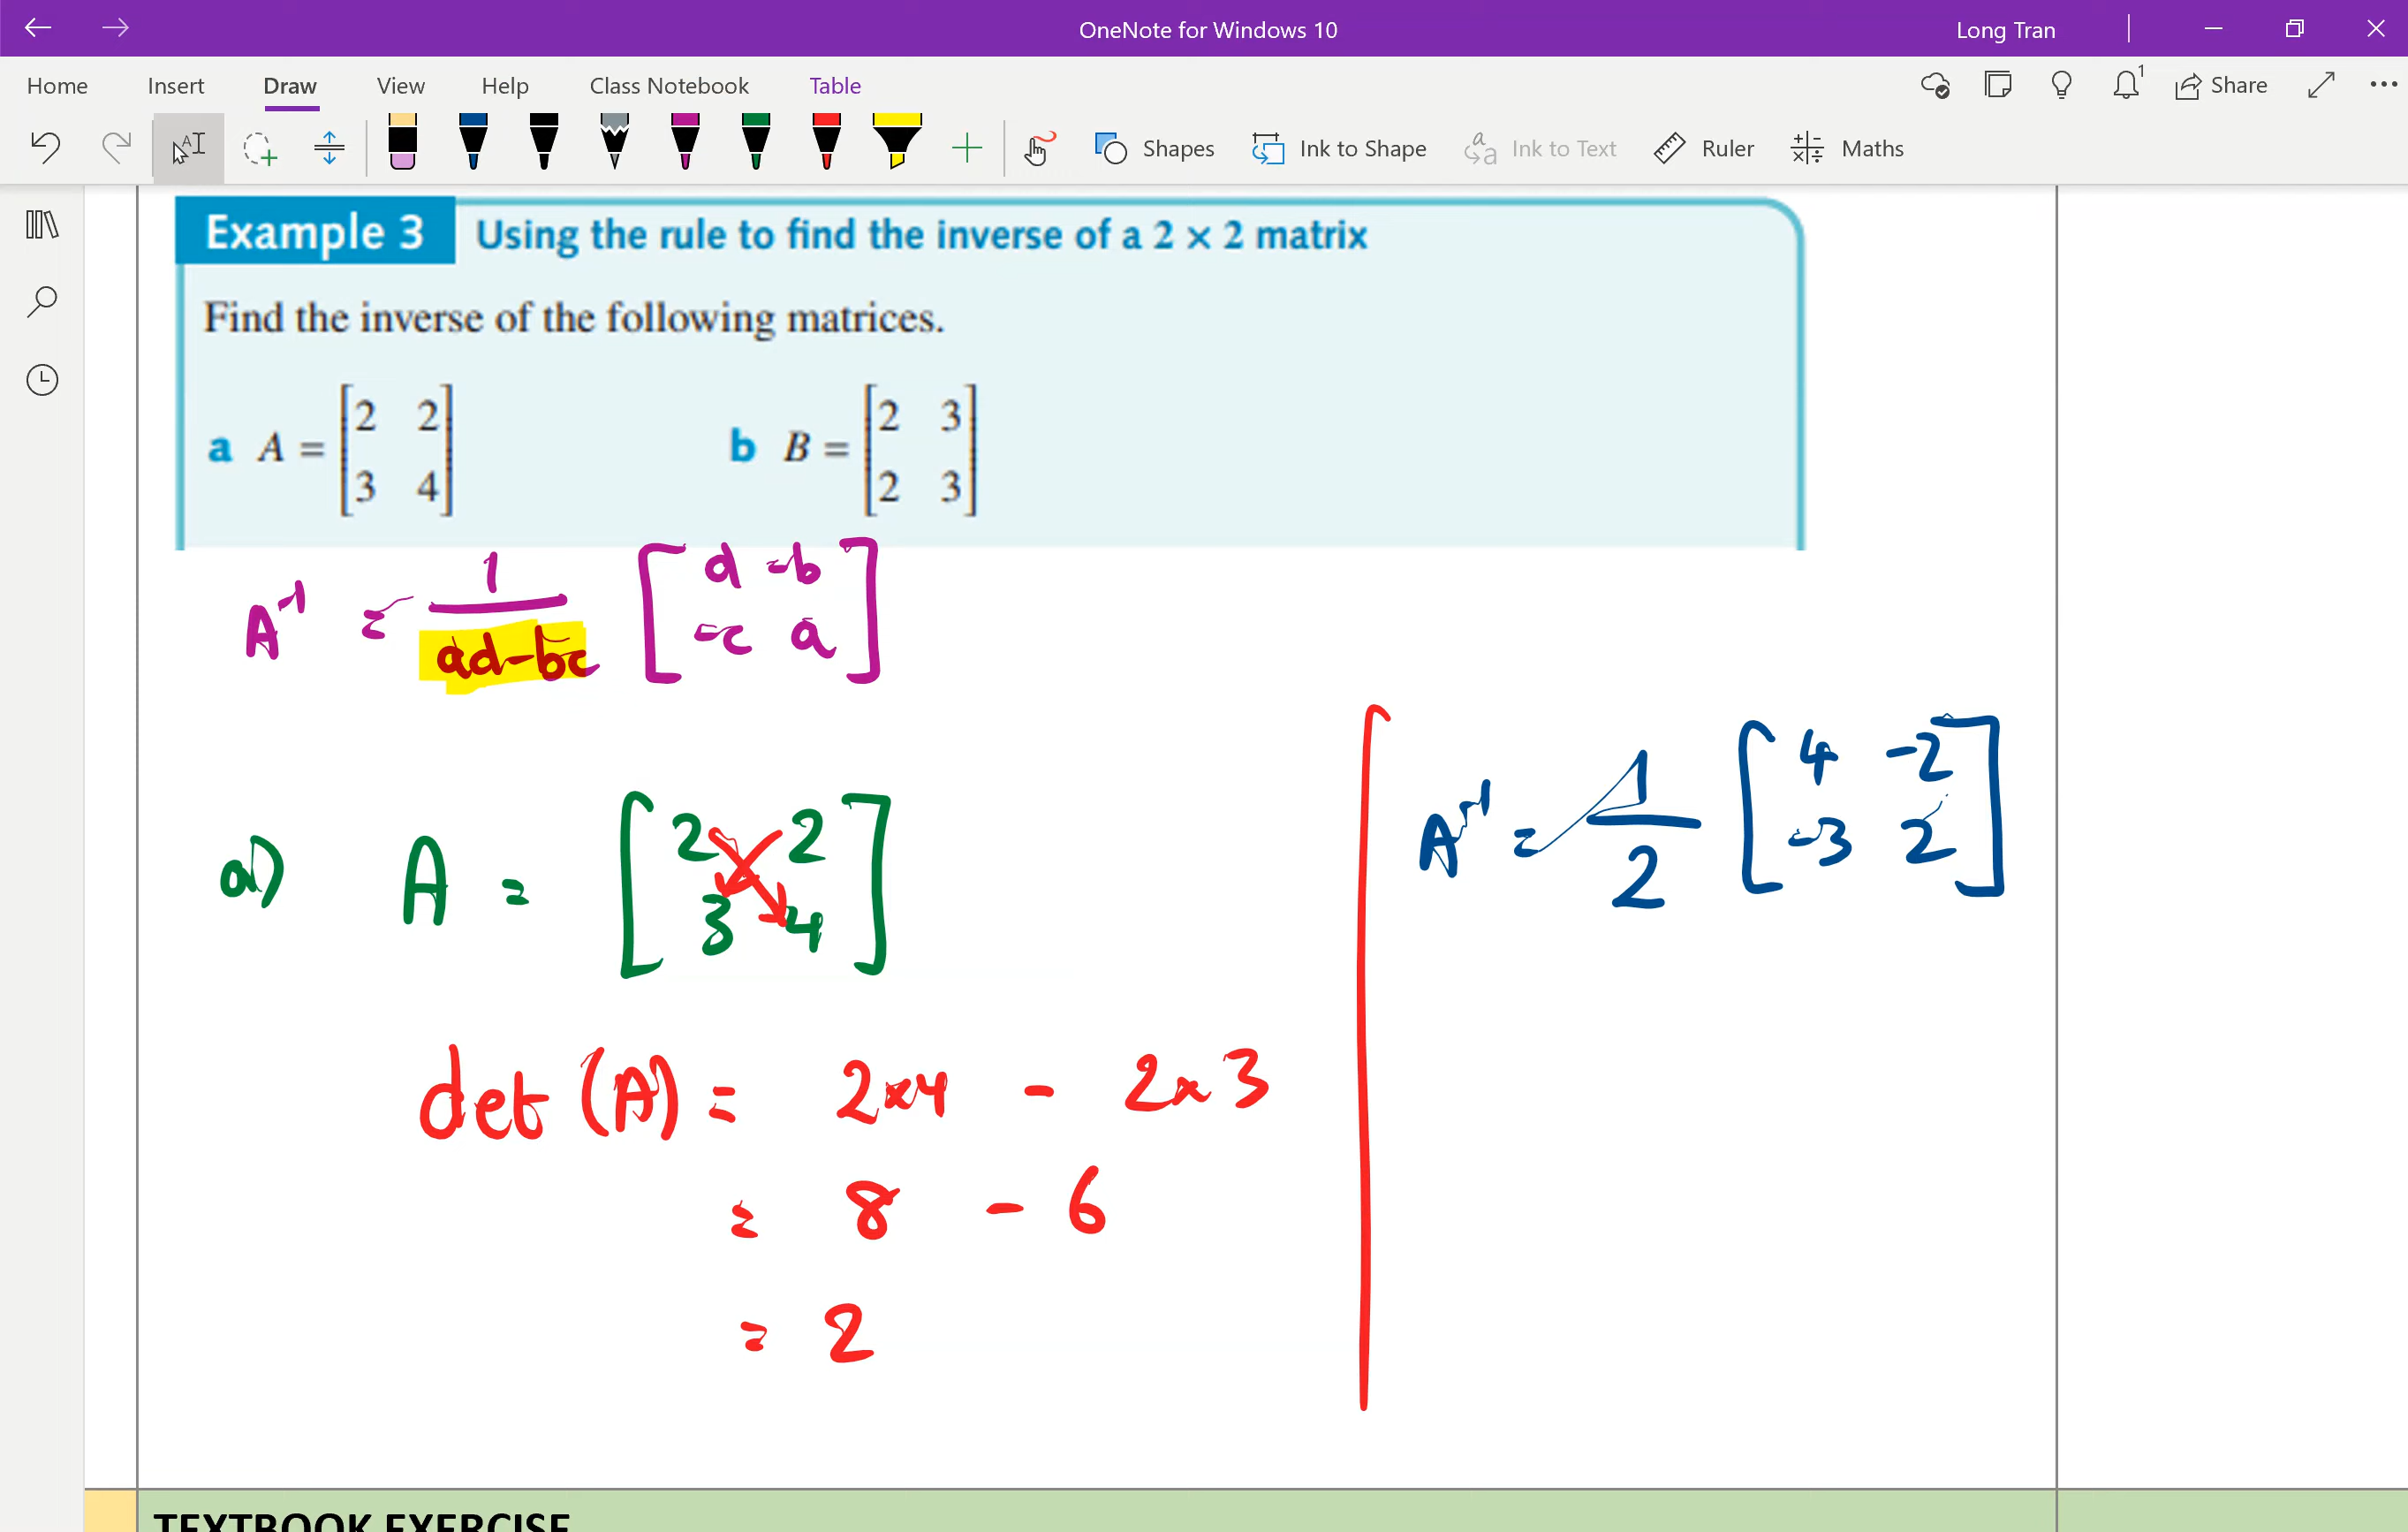 OneNote for Windows 10
Long Tran
Home Insert Draw View Help Class Notebook Table 1 Share
Shapes Ink to Shape Ink to Text Ruler Maths
Example 3 Using the rule to find the inverse of a 2 × 2 matrix
Find the inverse of the following matrices.
a A = [2 2
3 4]
b B = [2 3
2 3]
A⁻¹ = 1/(ad-bc) [d -b
-c a]
a) A = [2 2
3 4]
det (A) = 2×4 - 2×3
= 8 - 6
= 2
A⁻¹ = 1/2 [4 -2
-3 2]
TEXTBOOK EXERCISE